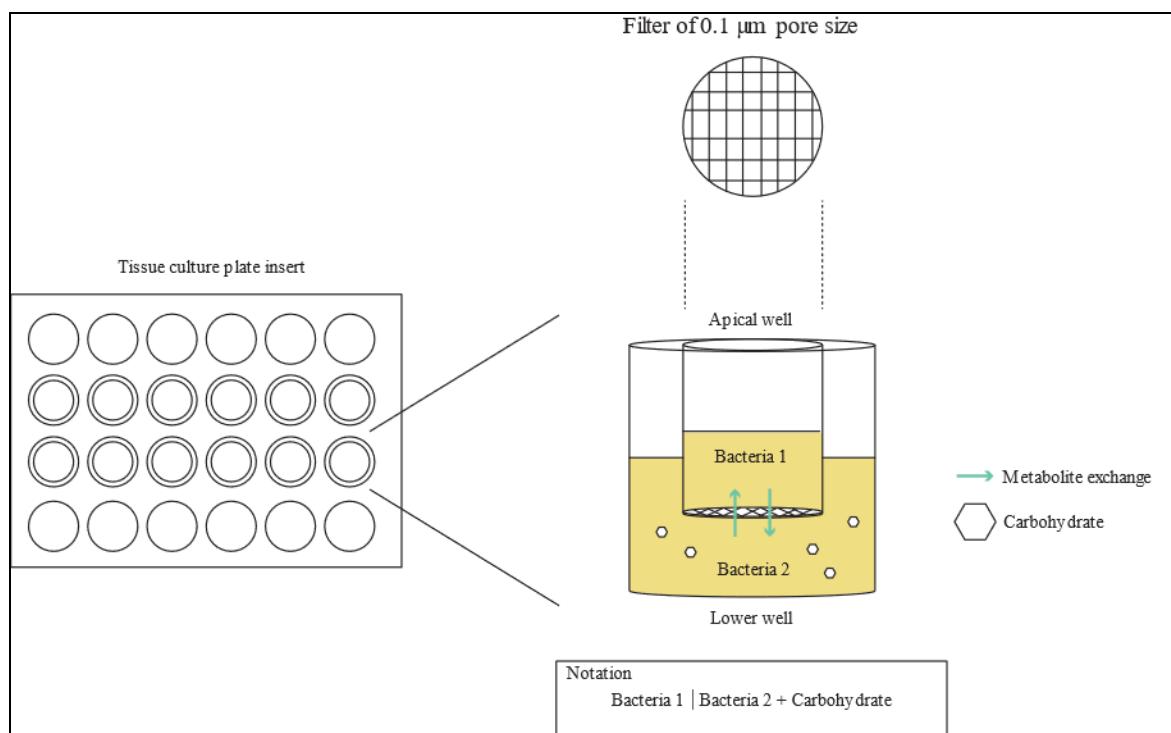 Filter of 0.1 μm pore size
Tissue culture plate insert
Apical well
Bacteria 1
Metabolite exchange
Carbohydrate
Bacteria 2
Lower well
Notation
Bacteria 1 | Bacteria 2 + Carbohydrate